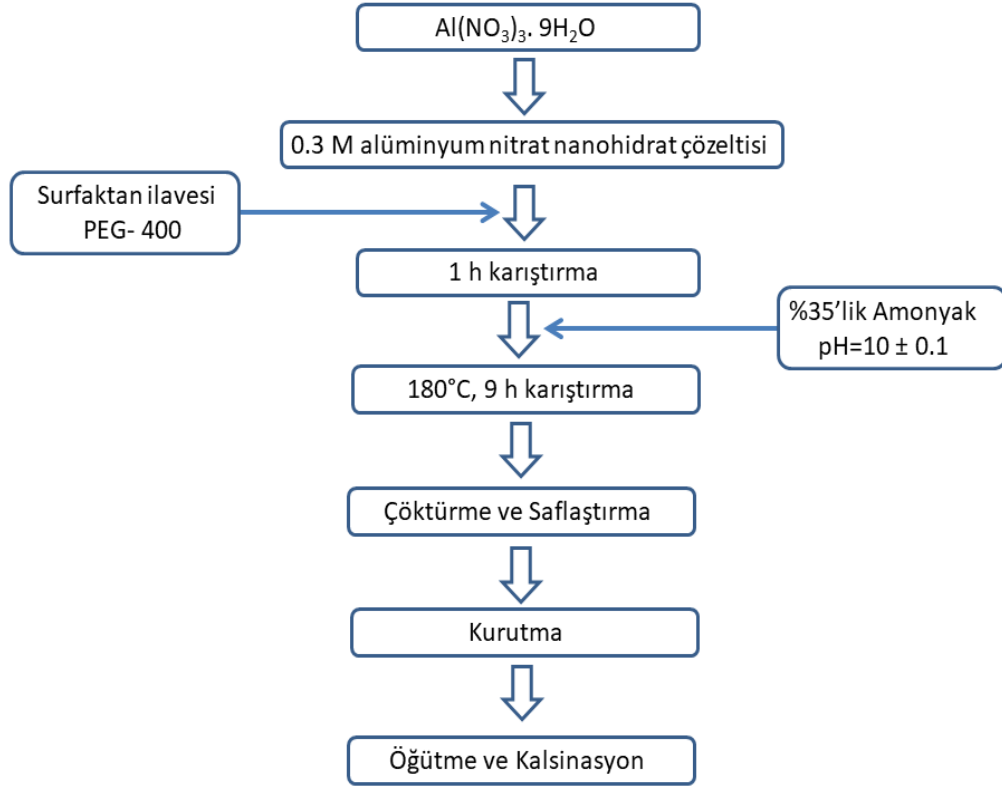 Al(NO₃)₃. 9H₂O
0.3 M alüminyum nitrat nanohidrat çözeltisi
Surfaktan ilavesi
PEG- 400
1 h karıştırma
%35’lik Amonyak
pH=10 ± 0.1
180°C, 9 h karıştırma
Çöktürme ve Saflaştırma
Kurutma
Öğütme ve Kalsinasyon